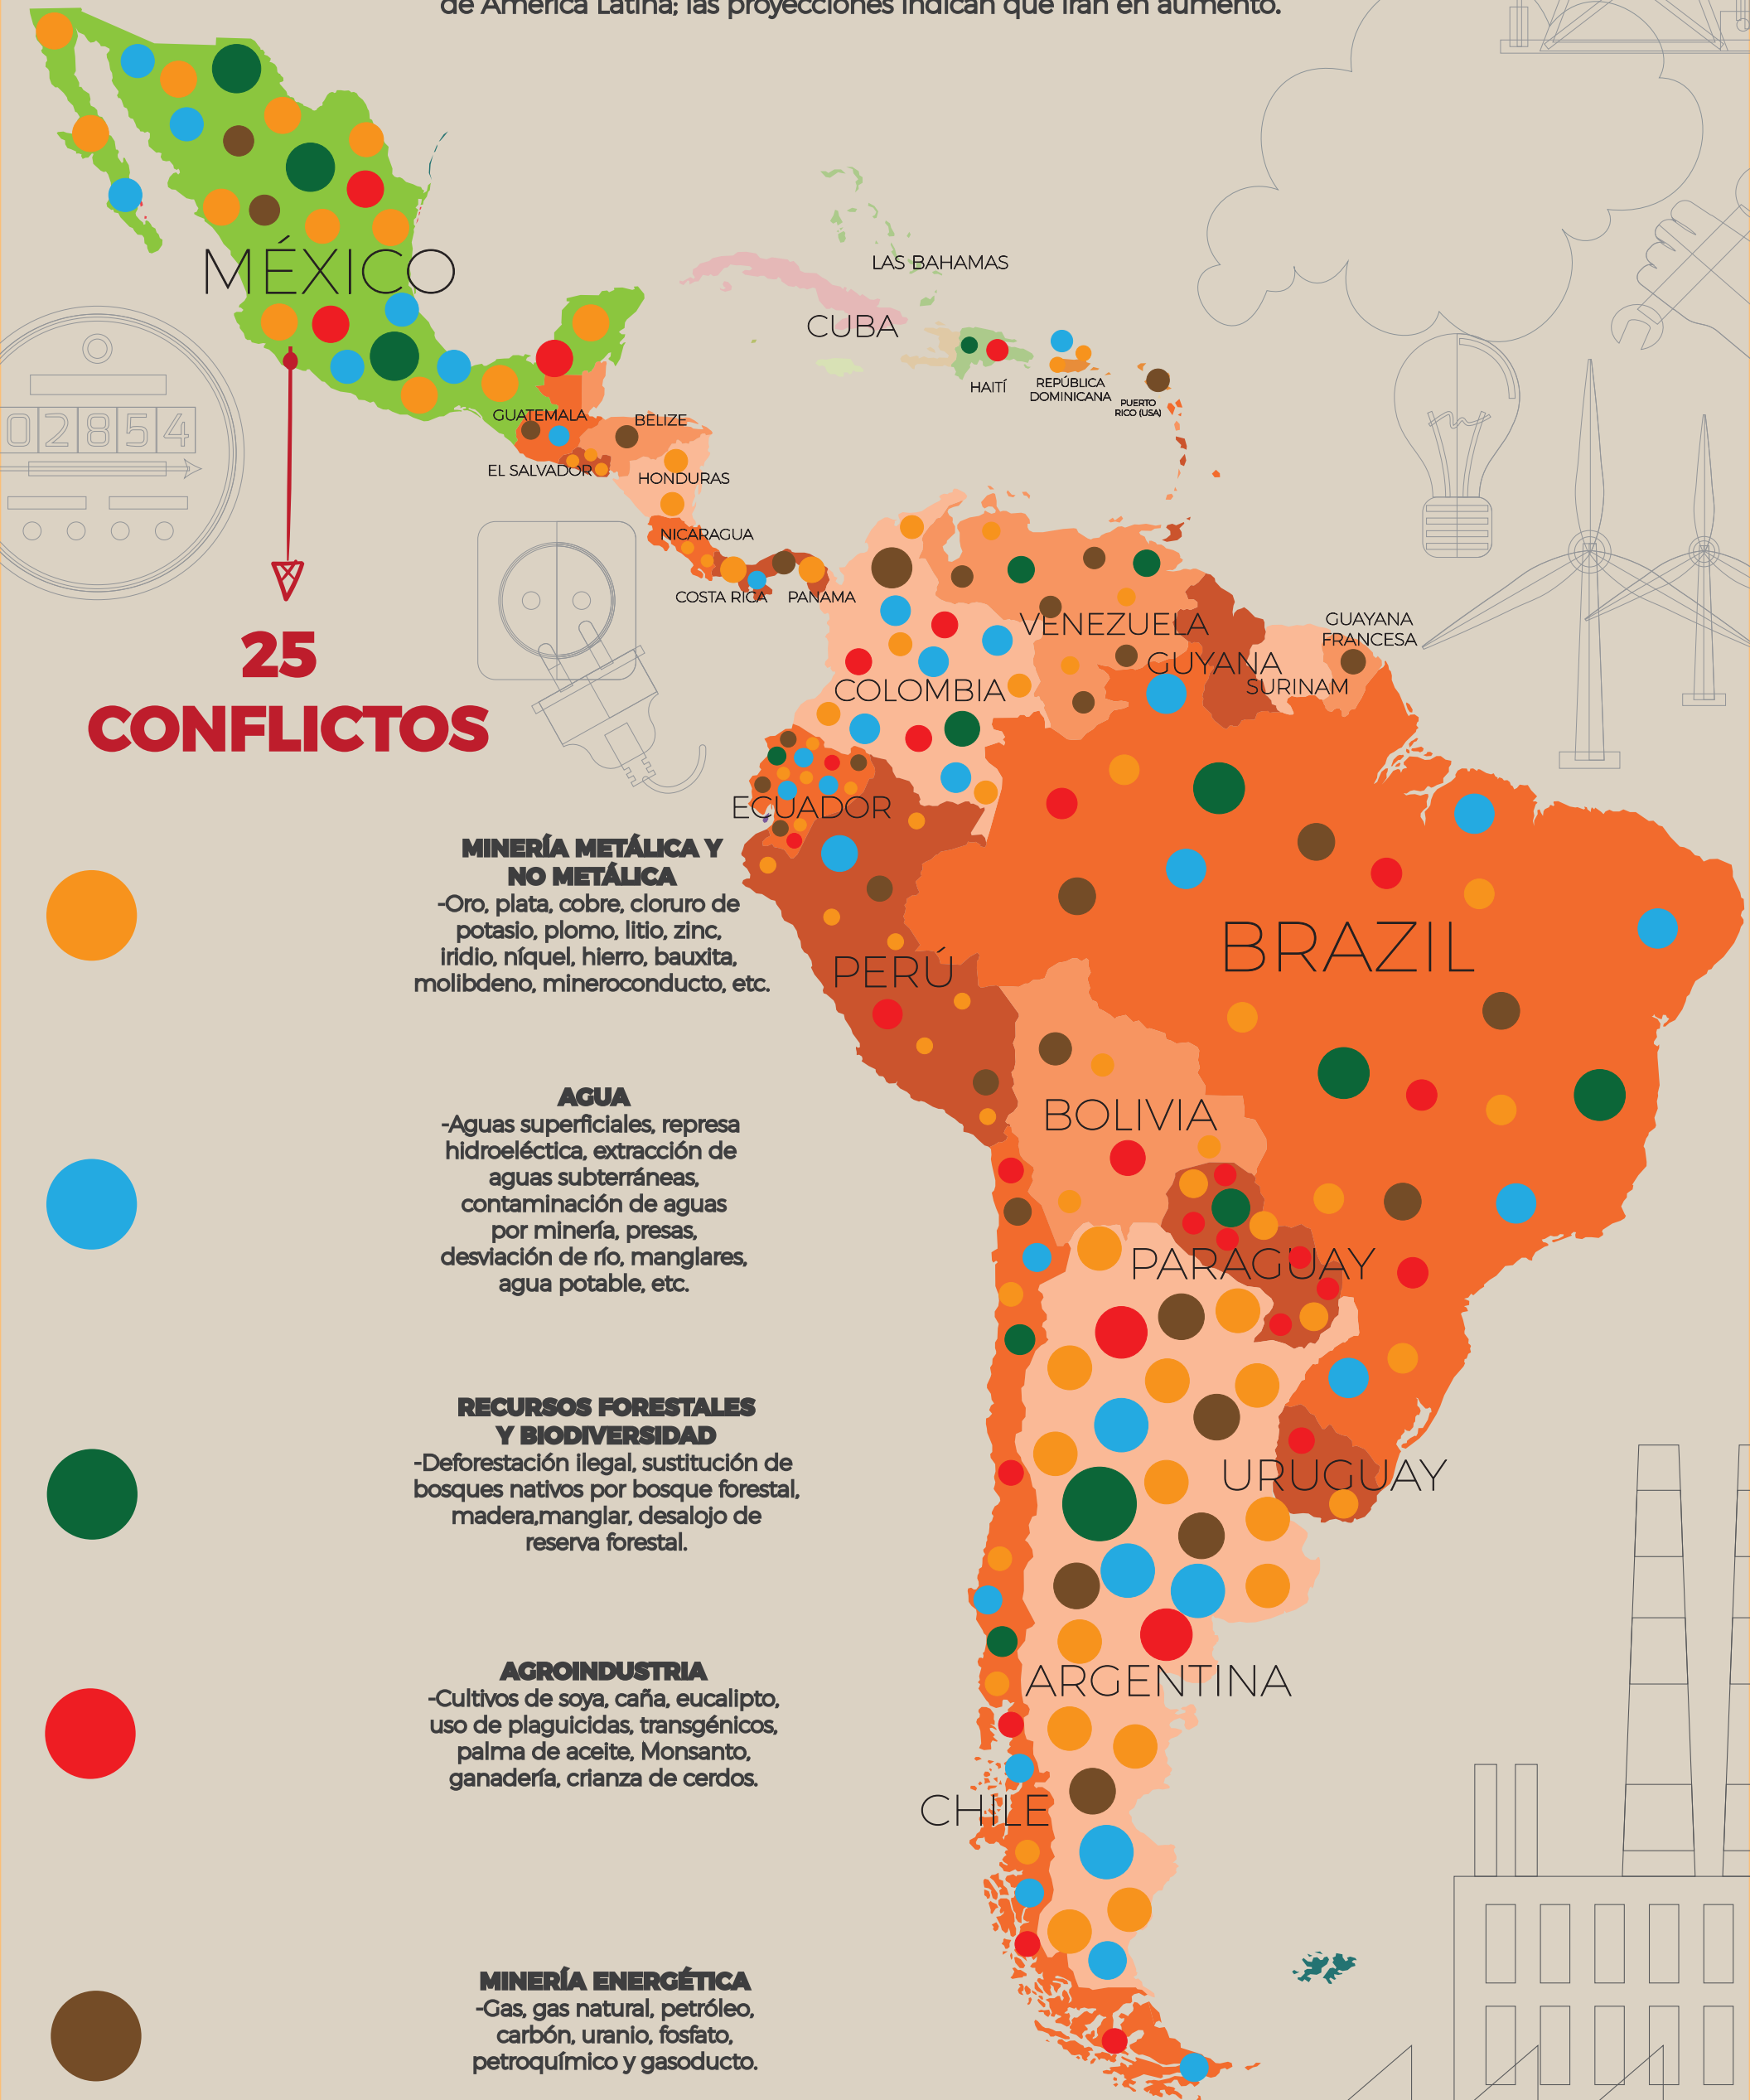 de América Latina; las proyecciones indican que irán en aumento.
MÉXICO
LAS BAHAMAS
CUBA
HAITÍ
REPÚBLICA
DOMINICANA
PUERTO
RICO (USA)
02854
GUATEMALA
BELIZE
EL SALVADOR
HONDURAS
NICARAGUA
COSTA RICA
PANAMA
25
CONFLICTOS
VENEZUELA
GUYANA
GUAYANA
FRANCESA
SURINAM
COLOMBIA
ECUADOR
BRAZIL
PERÚ
BOLIVIA
PARAGUAY
URUGUAY
ARGENTINA
CHILE
MINERÍA METÁLICA Y
NO METÁLICA
-Oro, plata, cobre, cloruro de
potasio, plomo, litio, zinc,
iridio, níquel, hierro, bauxita,
molibdeno, mineroconducto, etc.
AGUA
-Aguas superficiales, represa
hidroeléctica, extracción de
aguas subterráneas,
contaminación de aguas
por minería, presas,
desviación de río, manglares,
agua potable, etc.
RECURSOS FORESTALES
Y BIODIVERSIDAD
-Deforestación ilegal, sustitución de
bosques nativos por bosque forestal,
madera,manglar, desalojo de
reserva forestal.
AGROINDUSTRIA
-Cultivos de soya, caña, eucalipto,
uso de plaguicidas, transgénicos,
palma de aceite, Monsanto,
ganadería, crianza de cerdos.
MINERÍA ENERGÉTICA
-Gas, gas natural, petróleo,
carbón, uranio, fosfato,
petroquímico y gasoducto.